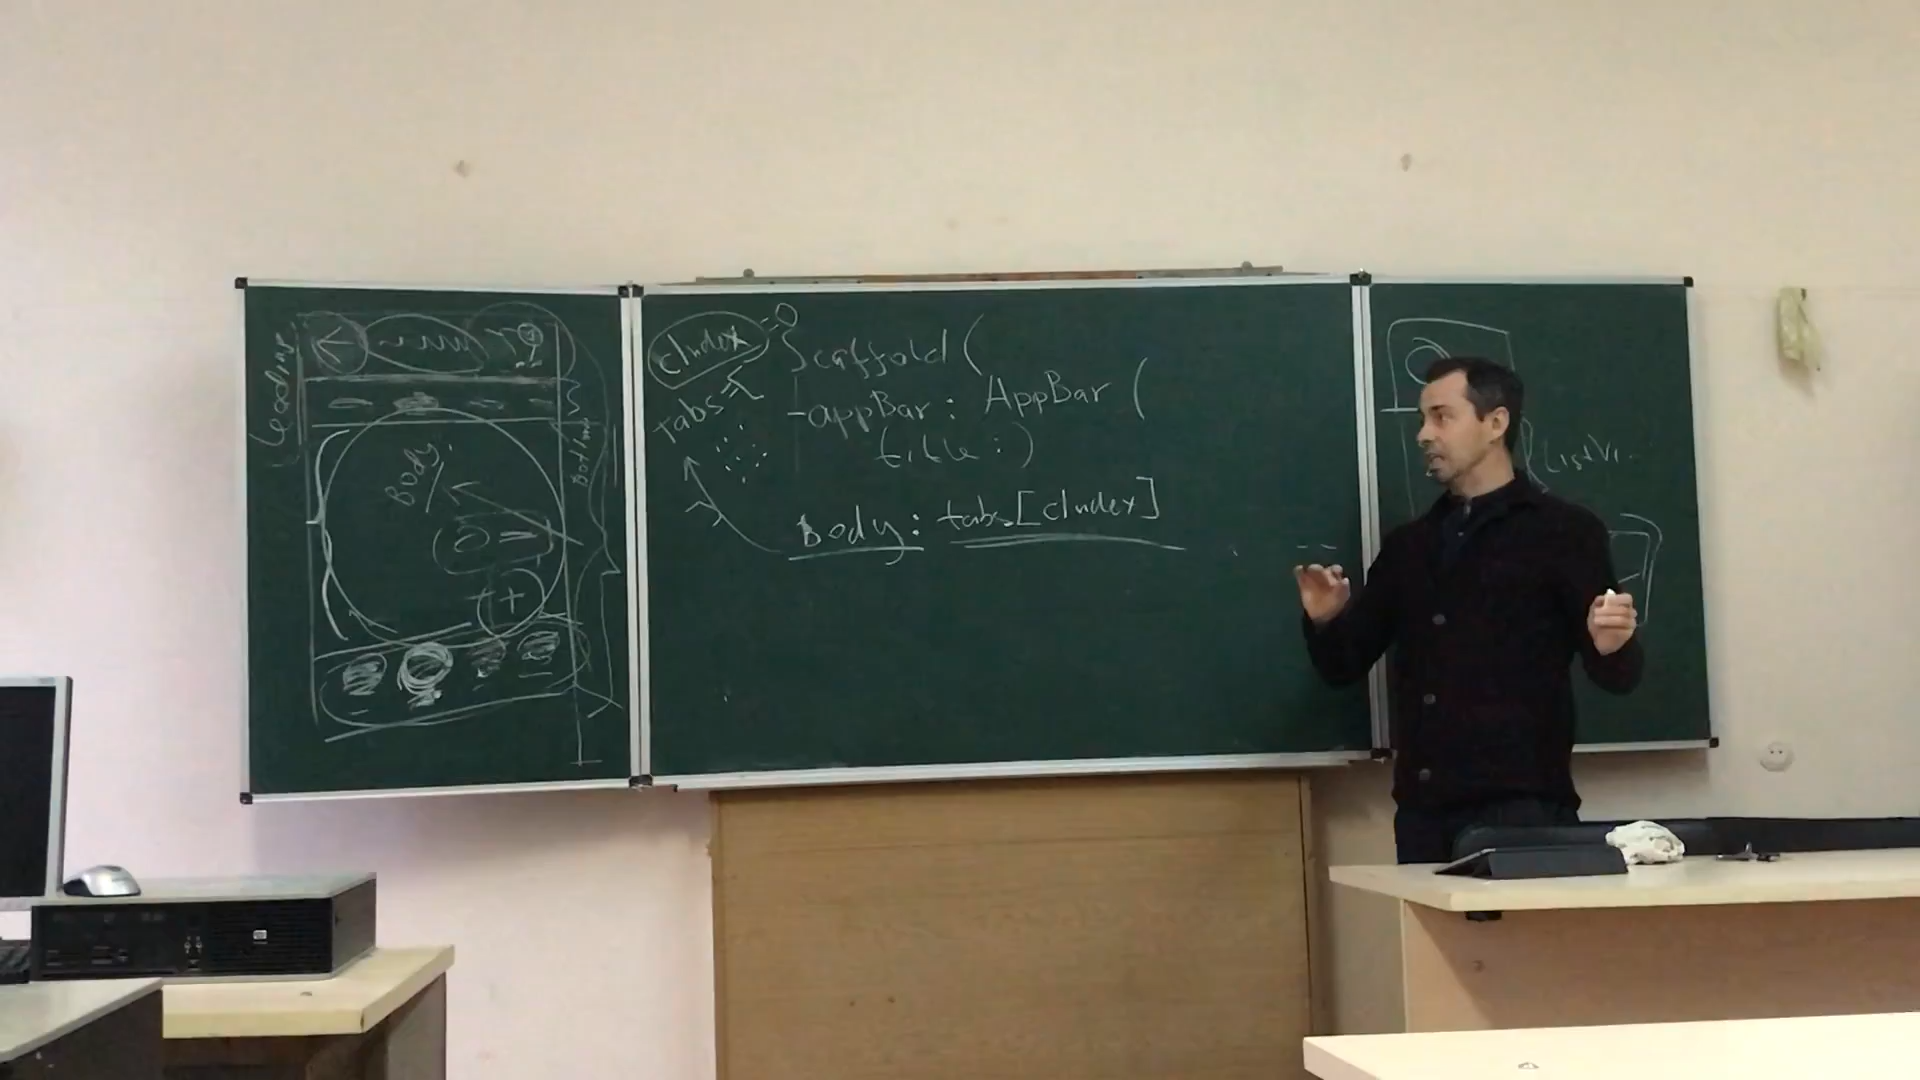 Leading
Body:
cIndex = 0
Tabs = [
Scaffold (
- appBar: AppBar (
title: )
Body: tabs[cIndex]
ListVi